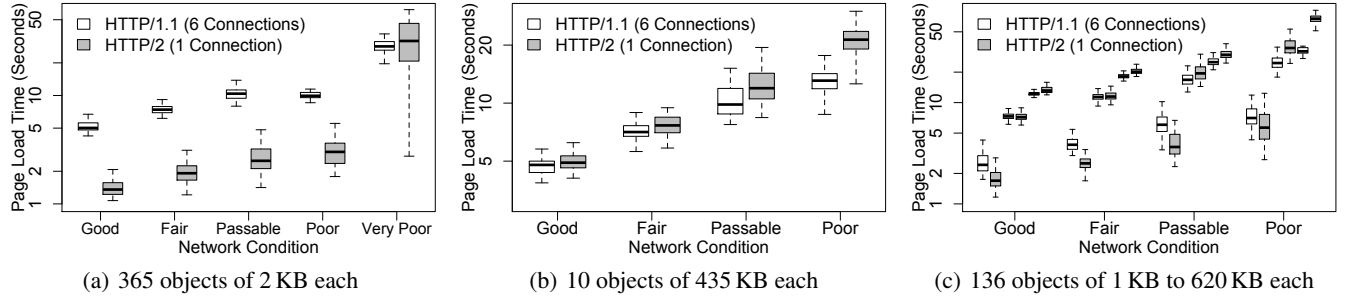 Page Load Time (Seconds)
50
10
5
2
1
HTTP/1.1 (6 Connections)
HTTP/2 (1 Connection)
Good Fair Passable Poor Very Poor
Network Condition
(a) 365 objects of 2 KB each
Page Load Time (Seconds)
20
10
5
HTTP/1.1 (6 Connections)
HTTP/2 (1 Connection)
Good Fair Passable Poor
Network Condition
(b) 10 objects of 435 KB each
Page Load Time (Seconds)
50
20
10
5
2
1
HTTP/1.1 (6 Connections)
HTTP/2 (1 Connection)
Good Fair Passable Poor
Network Condition
(c) 136 objects of 1 KB to 620 KB each